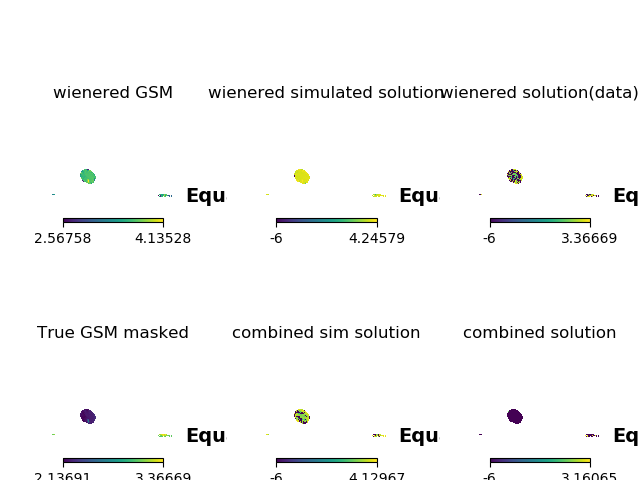 wienered GSM
wienered simulated solution
wienered solution(data)
Equ
Equ
Eq
2.56758 4.13528
-6 4.24579
-6 3.36669
True GSM masked
combined sim solution
combined solution
Equ
Equ
Eq
2.13691 3.36669
-6 4.12967
-6 3.16065